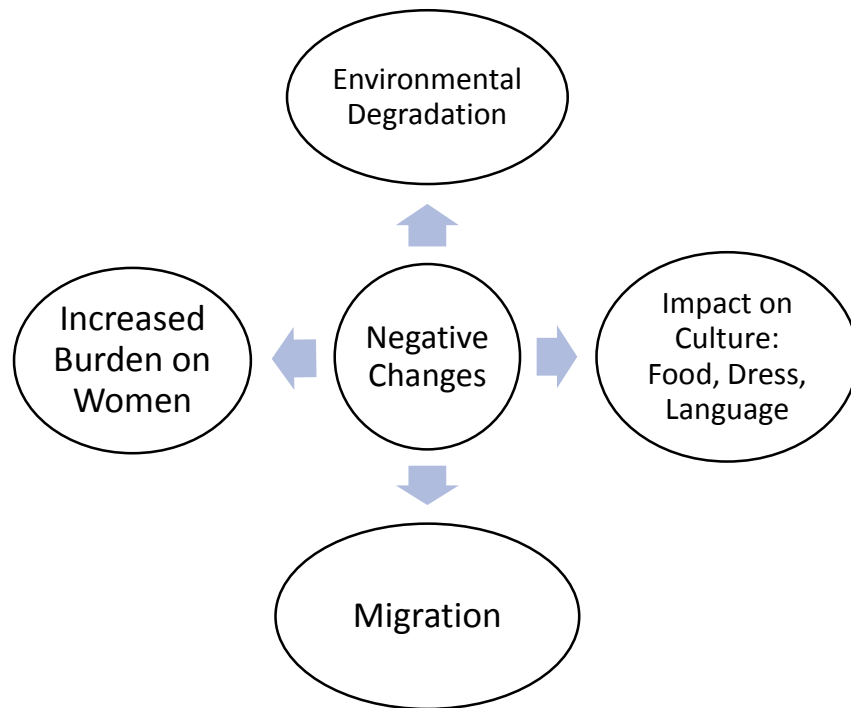 Environmental
Degradation
Increased
Burden on
Women
Negative
Changes
Impact on
Culture:
Food, Dress,
Language
Migration